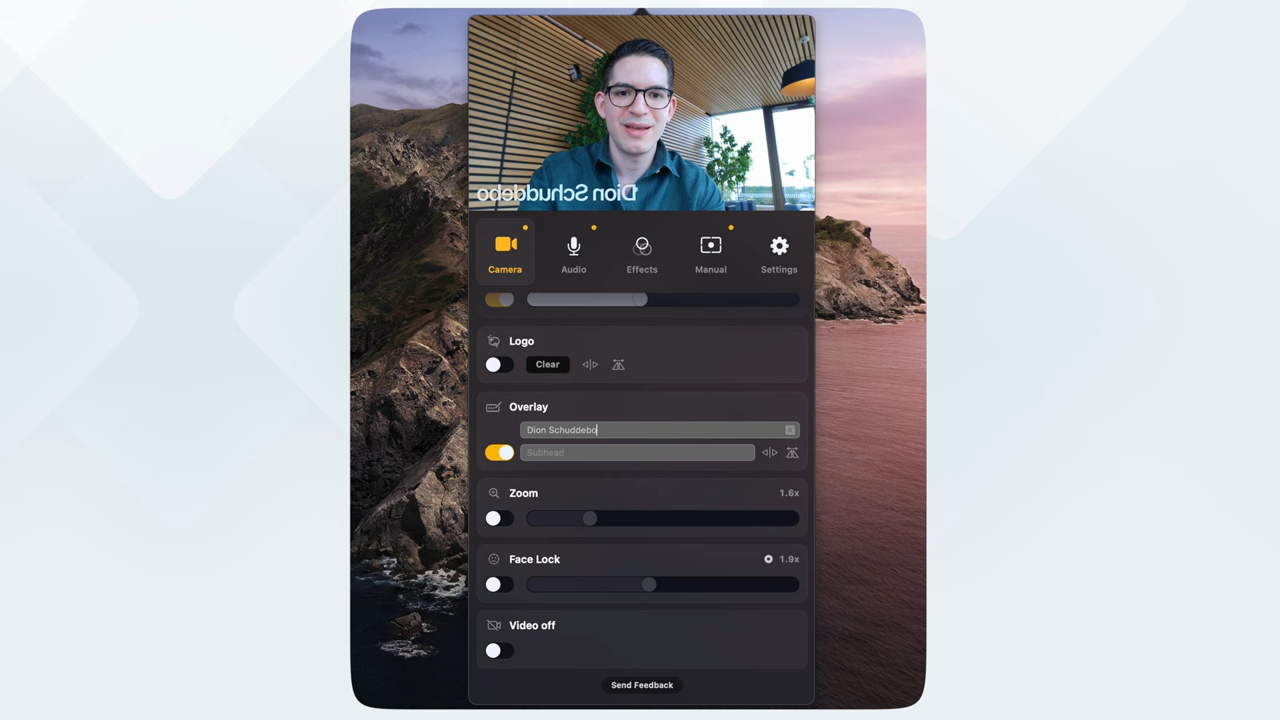 Dion Schuddebo
Camera
Audio
Effects
Manual
Settings
Logo
Clear
Overlay
Dion Schuddebo
Subhead
Zoom
1.6x
Face Lock
1.9x
Video off
Send Feedback